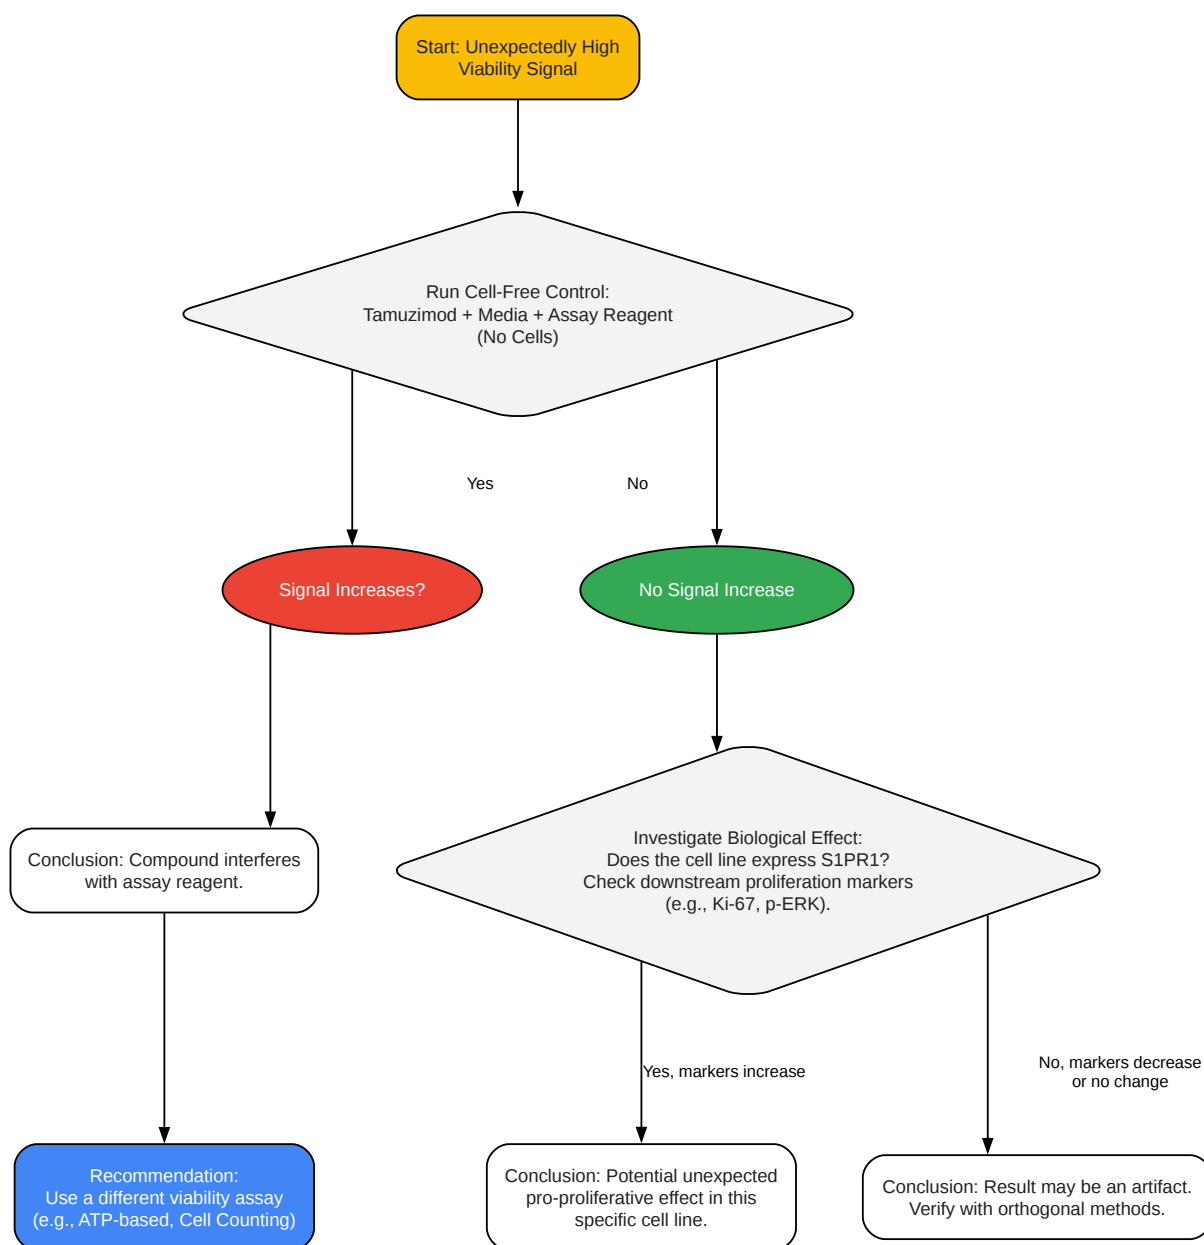 Start: Unexpectedly High
Viability Signal
Run Cell-Free Control:
Tamuzimod + Media + Assay Reagent
(No Cells)
Yes
No
Signal Increases?
No Signal Increase
Conclusion: Compound interferes
with assay reagent.
Investigate Biological Effect:
Does the cell line express S1PR1?
Check downstream proliferation markers
(e.g., Ki-67, p-ERK).
Yes, markers increase
No, markers decrease
or no change
Recommendation:
Use a different viability assay
(e.g., ATP-based, Cell Counting)
Conclusion: Potential unexpected
pro-proliferative effect in this
specific cell line.
Conclusion: Result may be an artifact.
Verify with orthogonal methods.